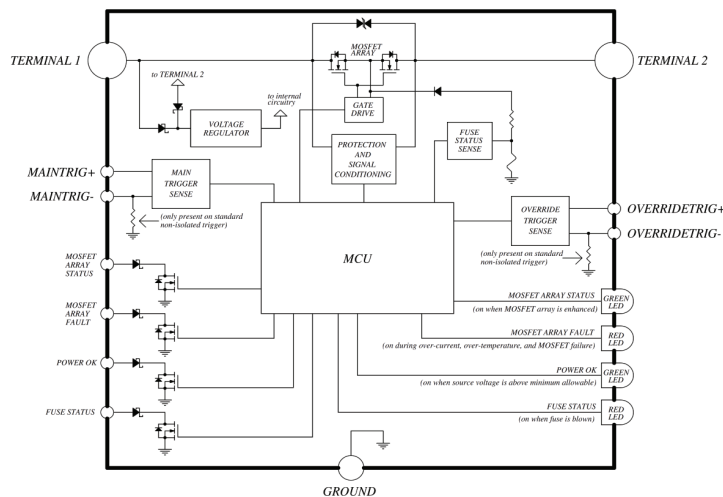 MOSFET
ARRAY
TERMINAL 1
TERMINAL 2
to TERMINAL 2
to internal
circuitry
GATE
DRIVE
VOLTAGE
REGULATOR
FUSE
STATUS
SENSE
PROTECTION
AND
SIGNAL
CONDITIONING
MAINTRIG+
MAINTRIG-
MAIN
TRIGGER
SENSE
(only present on standard
non-isolated trigger)
OVERRIDE
TRIGGER
SENSE
OVERRIDETRIG+
OVERRIDETRIG-
(only present on standard
non-isolated trigger)
MCU
MOSFET
ARRAY
STATUS
MOSFET
ARRAY
FAULT
POWER OK
FUSE STATUS
MOSFET ARRAY STATUS
(on when MOSFET array is enhanced)
GREEN
LED
MOSFET ARRAY FAULT
(on during over-current, over-temperature, and MOSFET failure)
RED
LED
POWER OK
(on when source voltage is above minimum allowable)
GREEN
LED
FUSE STATUS
(on when fuse is blown)
RED
LED
GROUND